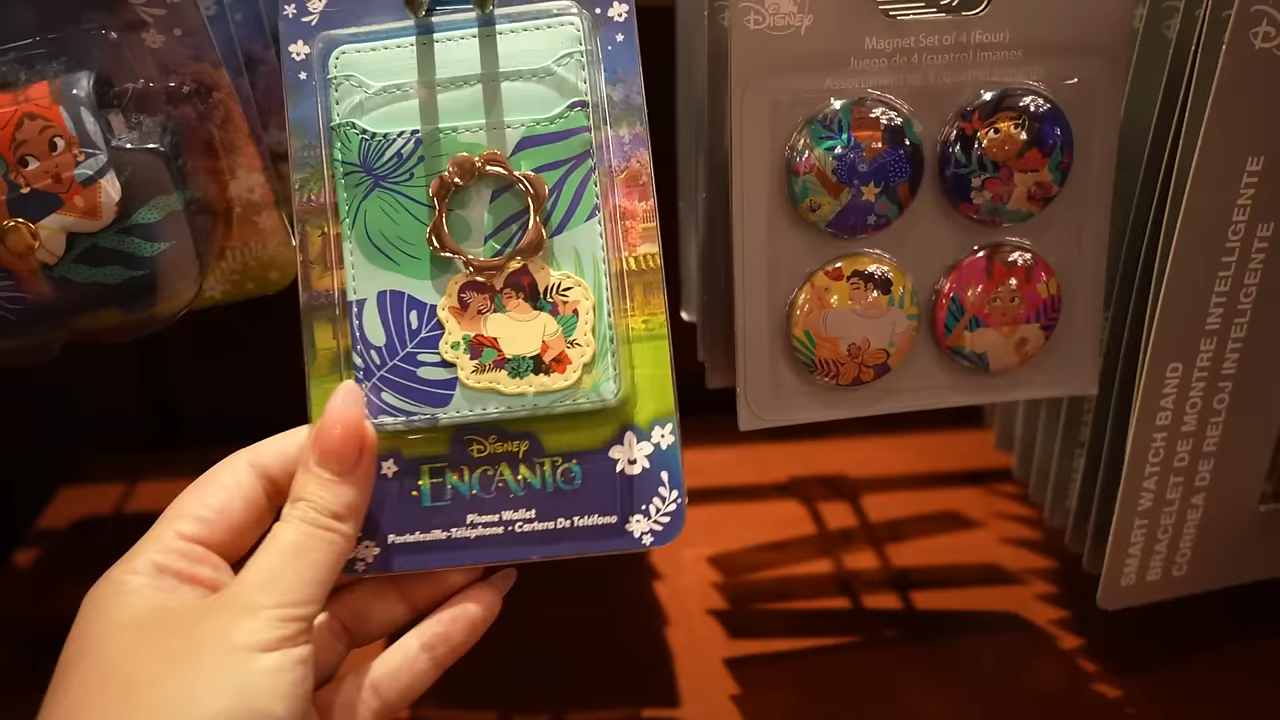 Disney
ENCANTO
Phone Wallet
Portefeuille-Téléphone • Cartera De Teléfono
Disney
Magnet Set of 4 (Four)
Juego de 4 (cuatro) imanes
SMART WATCH BAND
BRACELET DE MONTRE INTELLIGENTE
CORREA DE RELOJ INTELIGENTE